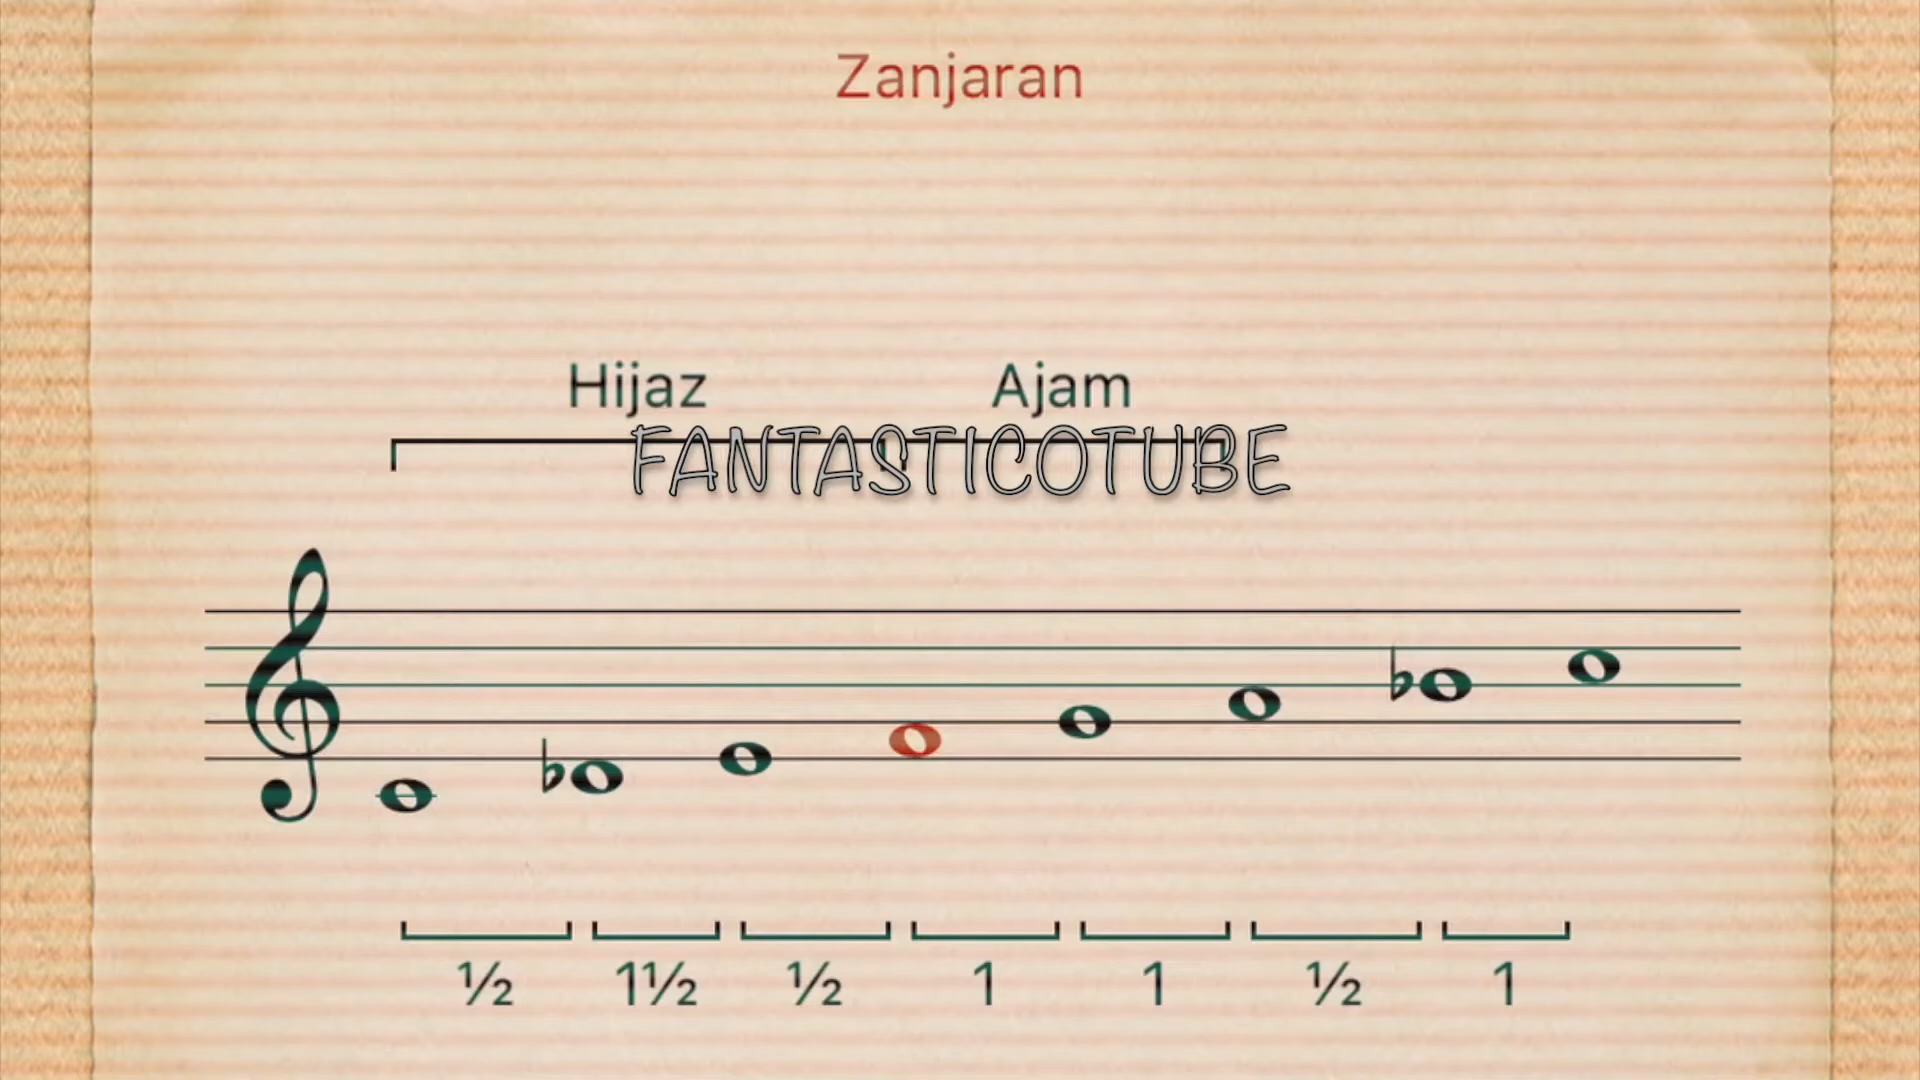 Zanjaran
Hijaz Ajam
FANTASTICOTUBE
½ 1½ ½ 1 1 ½ 1